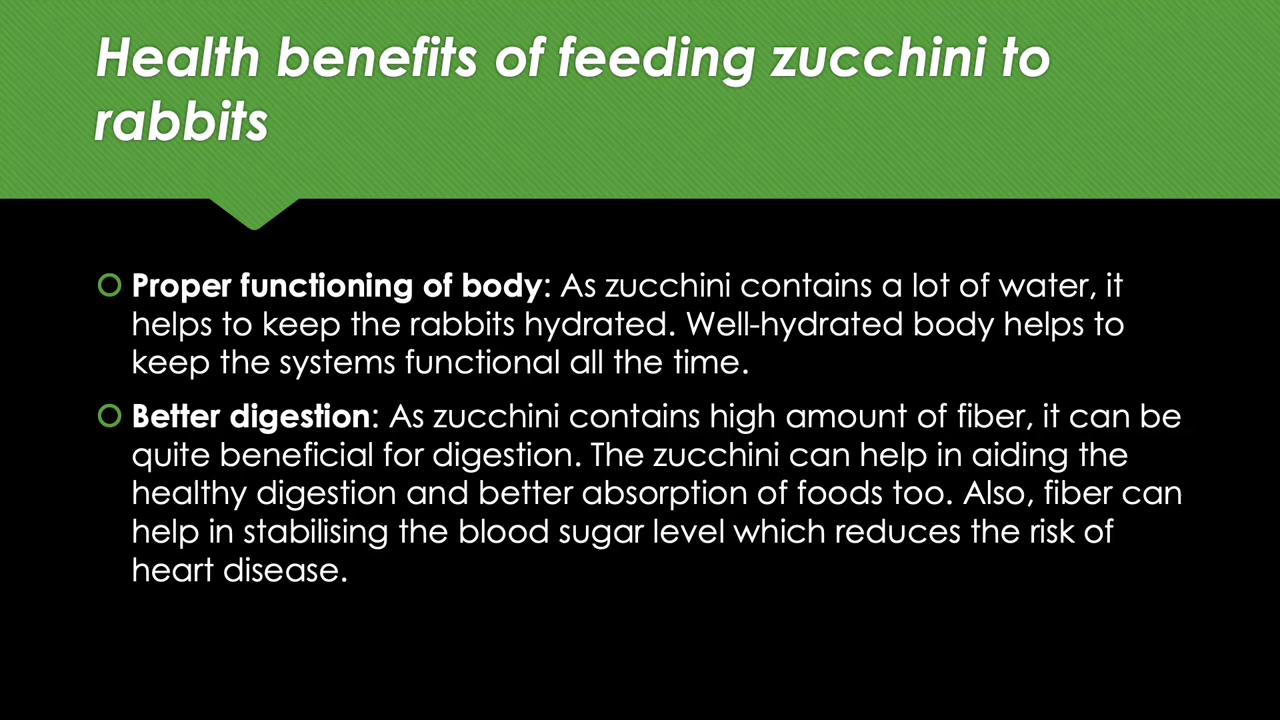 Health benefits of feeding zucchini to
rabbits
Proper functioning of body: As zucchini contains a lot of water, it
helps to keep the rabbits hydrated. Well-hydrated body helps to
keep the systems functional all the time.
Better digestion: As zucchini contains high amount of fiber, it can be
quite beneficial for digestion. The zucchini can help in aiding the
healthy digestion and better absorption of foods too. Also, fiber can
help in stabilising the blood sugar level which reduces the risk of
heart disease.